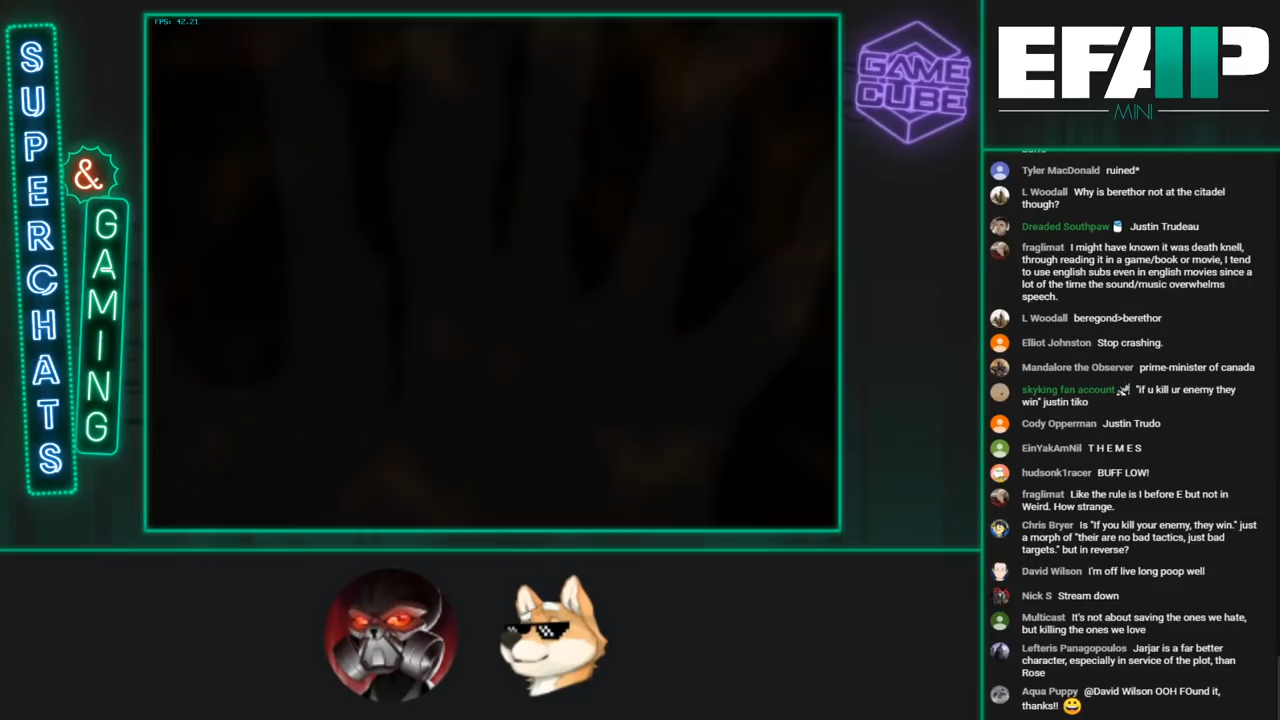 FPS: 42.21
SUPERCHATS
&
GAMING
GAME
CUBE
EFAP
MINI
Tyler MacDonald ruined*
L Woodall Why is berethor not at the citadel
though?
Dreaded Southpaw Justin Trudeau
fraglimat I might have known it was death knell,
through reading it in a game/book or movie, I tend
to use english subs even in english movies since a
lot of the time the sound/music overwhelms
speech.
L Woodall beregond>berethor
Elliot Johnston Stop crashing.
Mandalore the Observer prime-minister of canada
skyking fan account "if u kill ur enemy they
win" justin tiko
Cody Opperman Justin Trudo
EinYakAmNil T H E M E S
hudsonk1racer BUFF LOW!
fraglimat Like the rule is I before E but not in
Weird. How strange.
Chris Bryer Is "If you kill your enemy, they win." just
a morph of "their are no bad tactics, just bad
targets." but in reverse?
David Wilson I'm off live long poop well
Nick S Stream down
Multicast It's not about saving the ones we hate,
but killing the ones we love
Lefteris Panagopoulos Jarjar is a far better
character, especially in service of the plot, than
Rose
Aqua Puppy @David Wilson OOH FOund it,
thanks!!